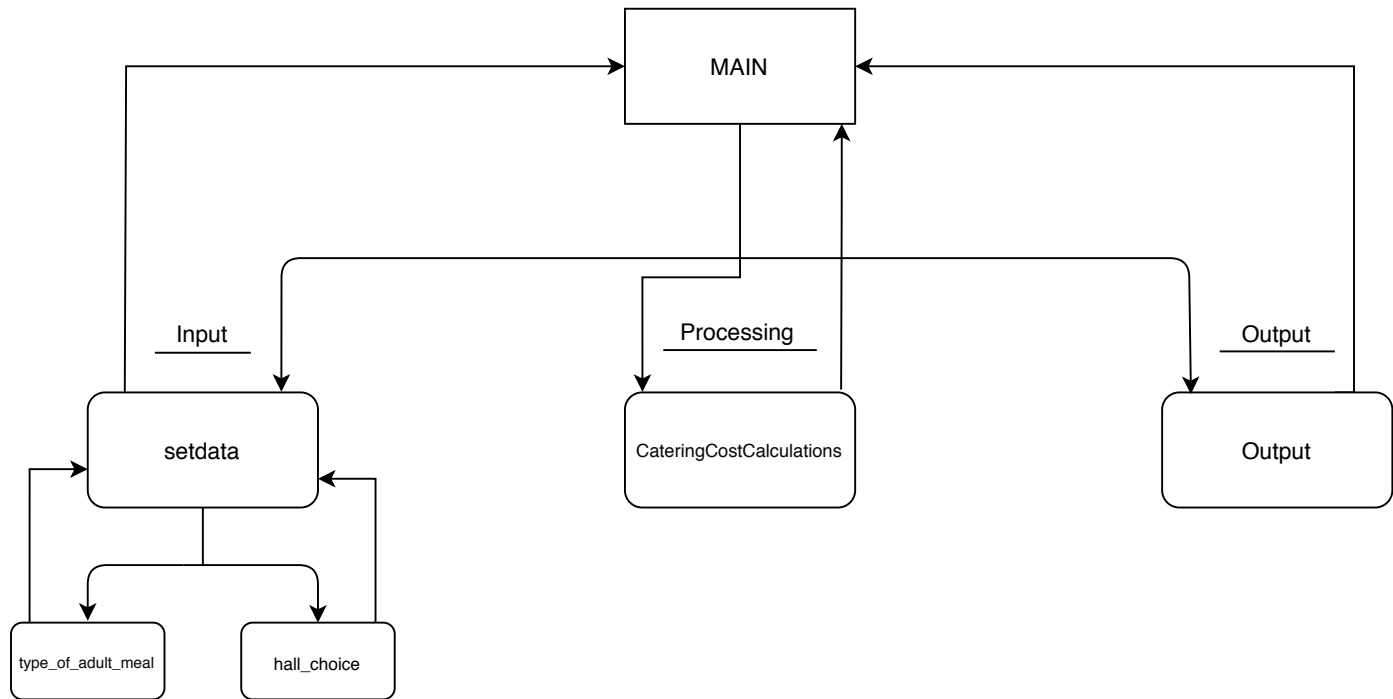 MAIN
Input
Processing
Output
setdata
CateringCostCalculations
Output
type_of_adult_meal
hall_choice